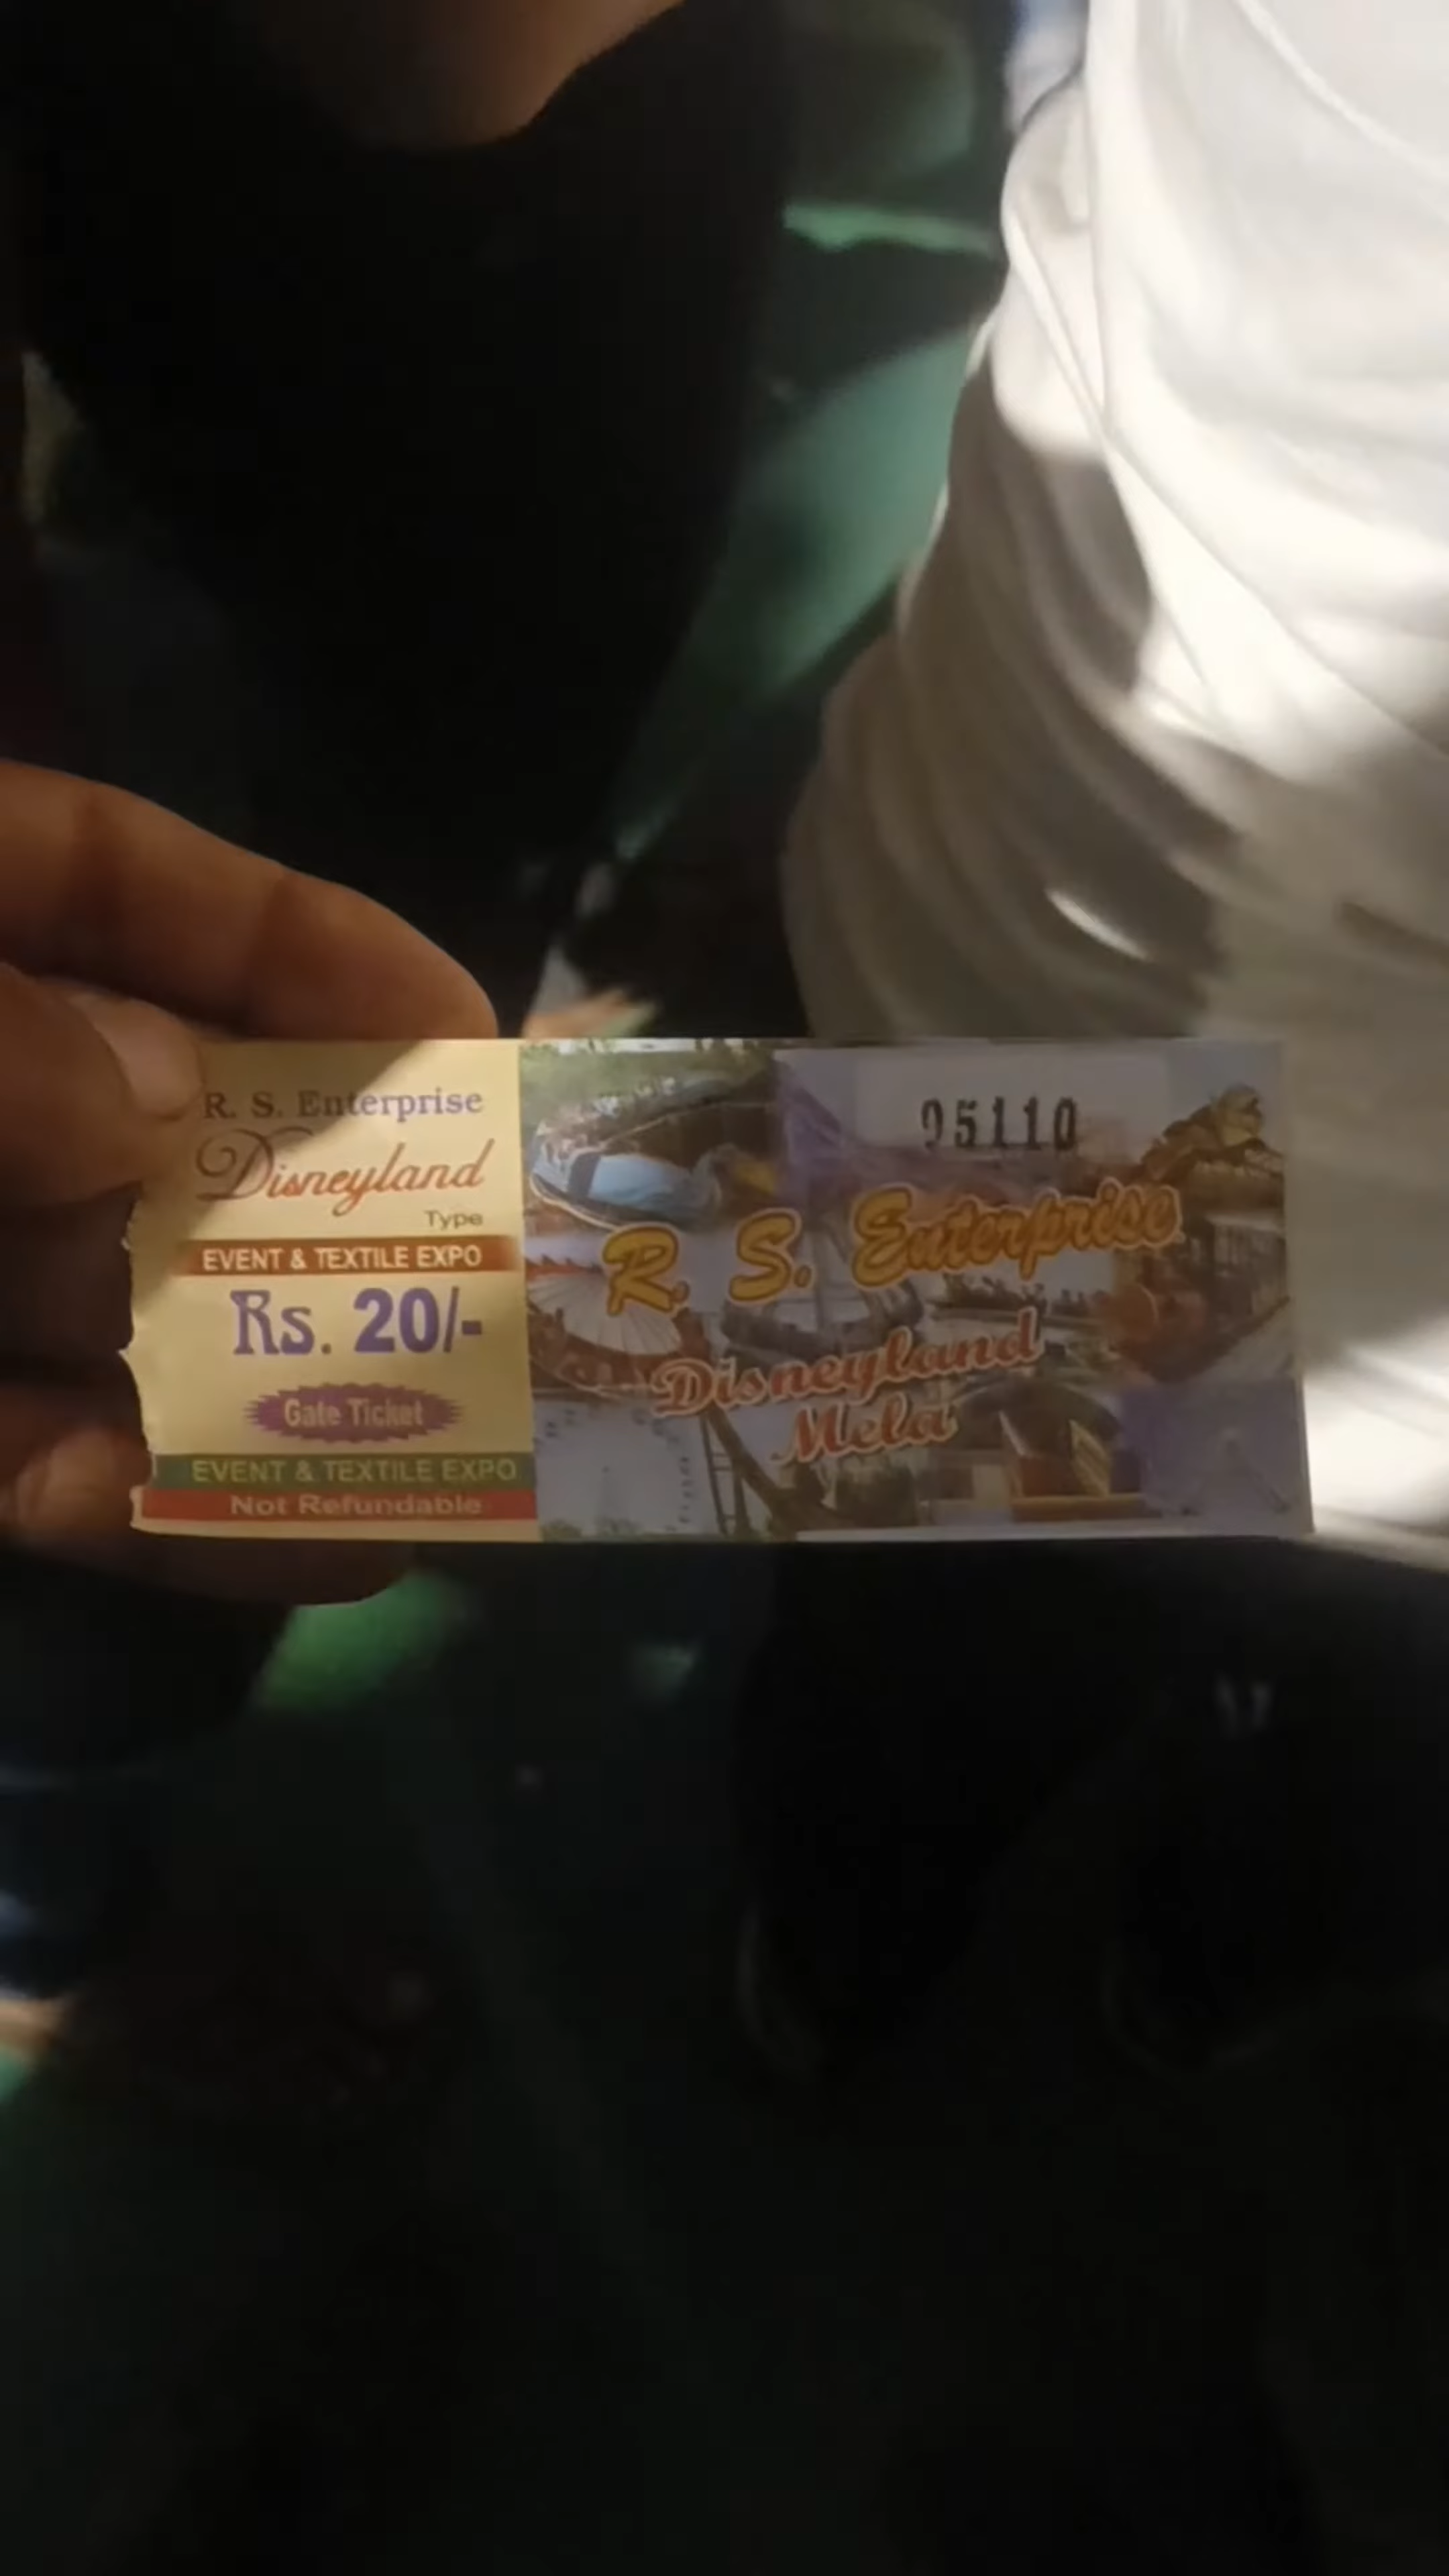 R. S. Enterprise
Disneyland
Type
EVENT & TEXTILE EXPO
Rs. 20/-
Gate Ticket
EVENT & TEXTILE EXPO
Not Refundable
95110
R. S. Enterprise
Disneyland
Mela